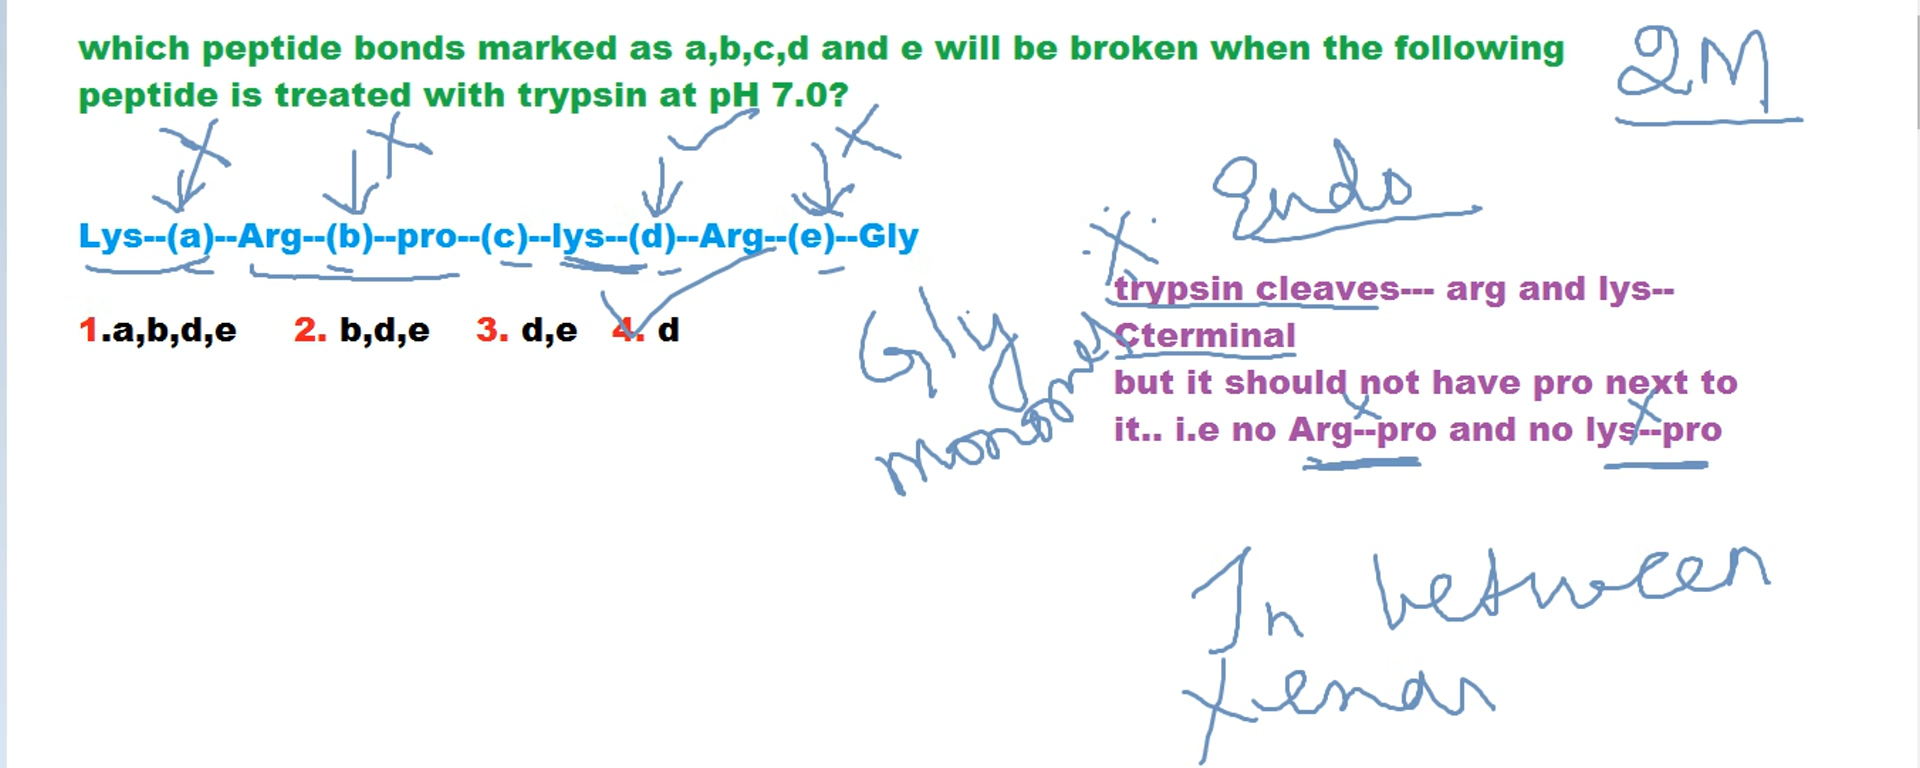 which peptide bonds marked as a,b,c,d and e will be broken when the following
peptide is treated with trypsin at pH 7.0?
2M
Endo
Lys--(a)--Arg--(b)--pro--(c)--lys--(d)--Arg--(e)--Gly
trypsin cleaves--- arg and lys--
Cterminal
but it should not have pro next to
it.. i.e no Arg--pro and no lys--pro
1.a,b,d,e 2. b,d,e 3. d,e 4. d
Gly
monomer
In between
X ends